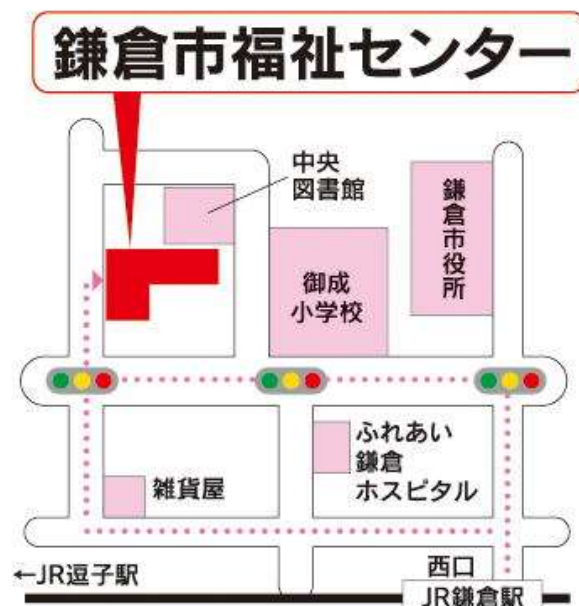 鎌倉市福祉センター
中央
図書館
鎌倉市役所
御成
小学校
ふれあい
鎌倉
ホスピタル
雑貨屋
←JR逗子駅
西口
JR鎌倉駅